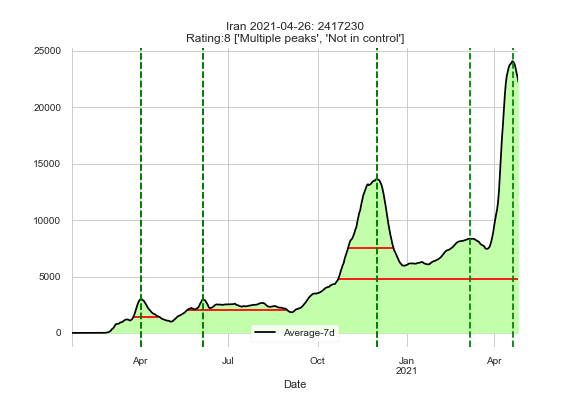 Iran 2021-04-26: 2417230
Rating:8 ['Multiple peaks', 'Not in control']
25000
20000
15000
10000
5000
0
Average-7d
Apr
Jul
Oct
Jan
2021
Apr
Date